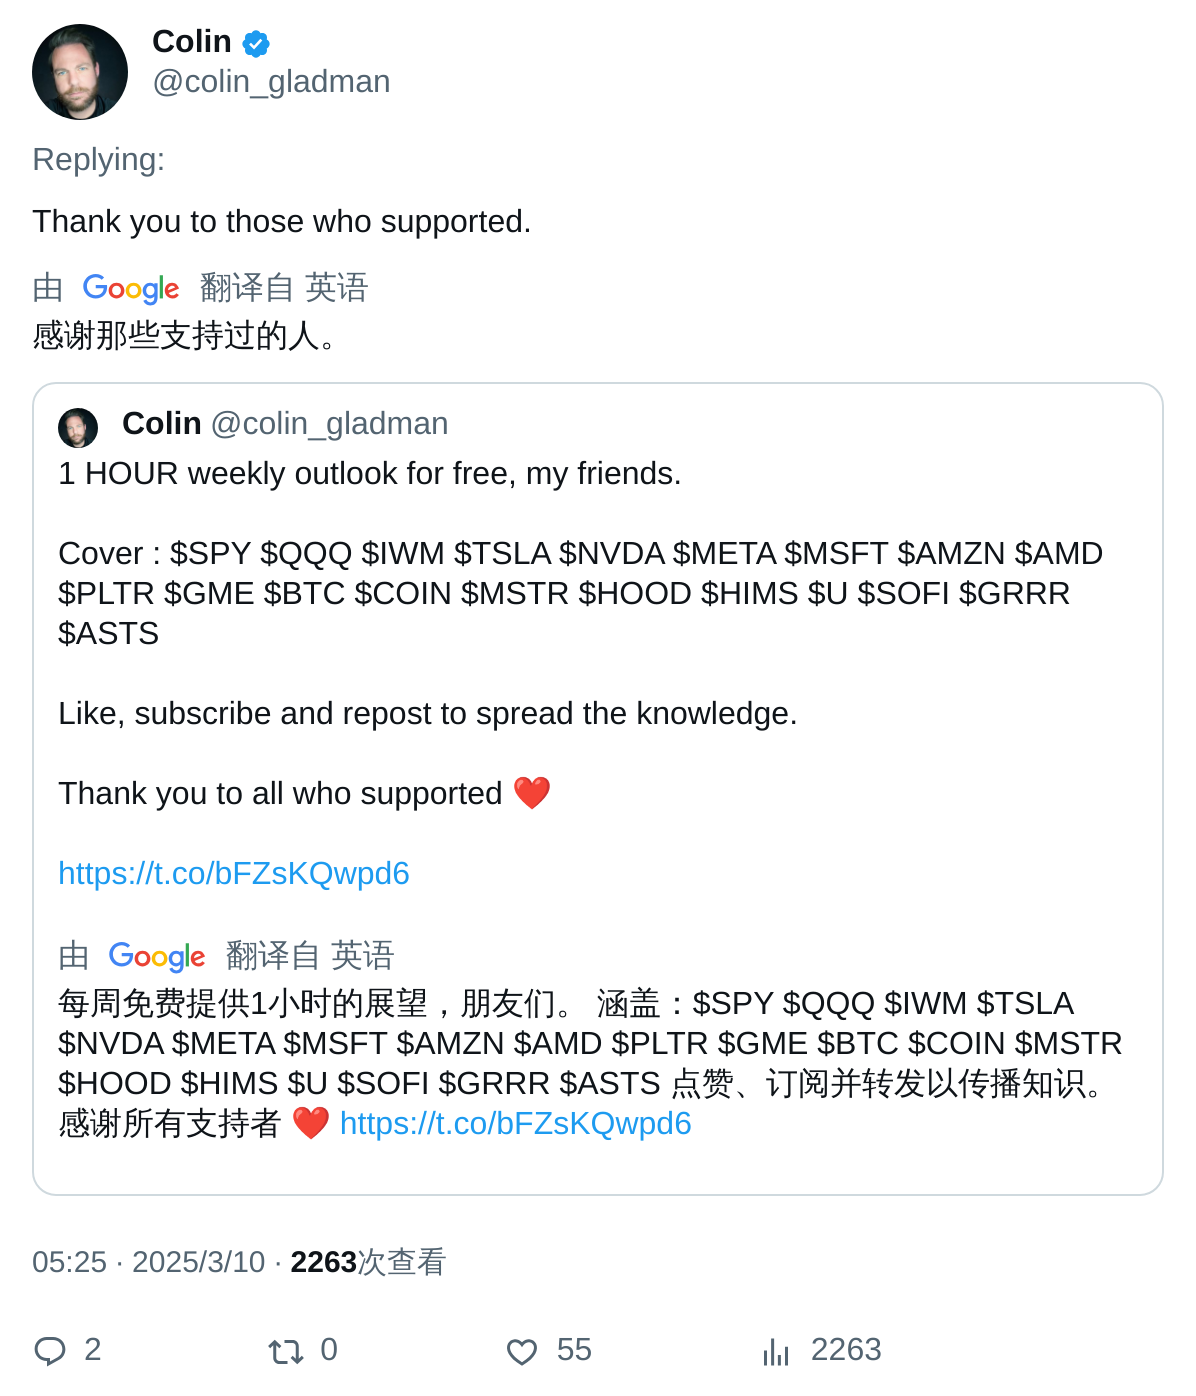 Colin
@colin_gladman
Replying:
Thank you to those who supported.
由 Google 翻译自 英语
感谢那些支持过的人。
Colin @colin_gladman
1 HOUR weekly outlook for free, my friends.
Cover : $SPY $QQQ $IWM $TSLA $NVDA $META $MSFT $AMZN $AMD
$PLTR $GME $BTC $COIN $MSTR $HOOD $HIMS $U $SOFI $GRRR
$ASTS
Like, subscribe and repost to spread the knowledge.
Thank you to all who supported ❤️
https://t.co/bFZsKQwpd6
由 Google 翻译自 英语
每周免费提供1小时的展望，朋友们。 涵盖：$SPY $QQQ $IWM $TSLA
$NVDA $META $MSFT $AMZN $AMD $PLTR $GME $BTC $COIN $MSTR
$HOOD $HIMS $U $SOFI $GRRR $ASTS 点赞、订阅并转发以传播知识。
感谢所有支持者 ❤️ https://t.co/bFZsKQwpd6
05:25 · 2025/3/10 · 2263次查看
2 0 55 2263